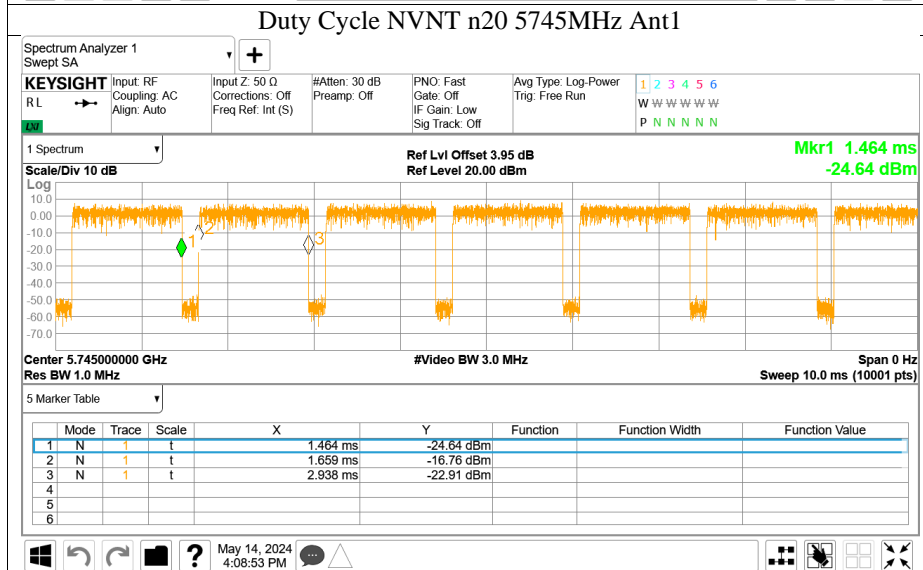 Duty Cycle NVNT n20 5745MHz Ant1
Spectrum Analyzer 1
Swept SA
+
KEYSIGHT
R L
LXI
Input: RF
Coupling: AC
Align: Auto
Input Z: 50 Ω
Corrections: Off
Freq Ref: Int (S)
#Atten: 30 dB
Preamp: Off
PNO: Fast
Gate: Off
IF Gain: Low
Sig Track: Off
Avg Type: Log-Power
Trig: Free Run
1 2 3 4 5 6
W W W W W W
P N N N N N
1 Spectrum
Scale/Div 10 dB
Ref Lvl Offset 3.95 dB
Ref Level 20.00 dBm
Mkr1 1.464 ms
-24.64 dBm
Log
10.0
0.00
-10.0
-20.0
-30.0
-40.0
-50.0
-60.0
-70.0
1
2
3
Center 5.745000000 GHz
Res BW 1.0 MHz
#Video BW 3.0 MHz
Span 0 Hz
Sweep 10.0 ms (10001 pts)
5 Marker Table
Mode Trace Scale X Y Function Function Width Function Value
1 N 1 t 1.464 ms -24.64 dBm
2 N 1 t 1.659 ms -16.76 dBm
3 N 1 t 2.938 ms -22.91 dBm
4
5
6
?
May 14, 2024
4:08:53 PM